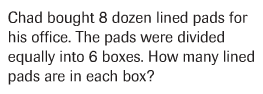 Chad bought 8 dozen lined pads for
his office. The pads were divided
equally into 6 boxes. How many lined
pads are in each box?